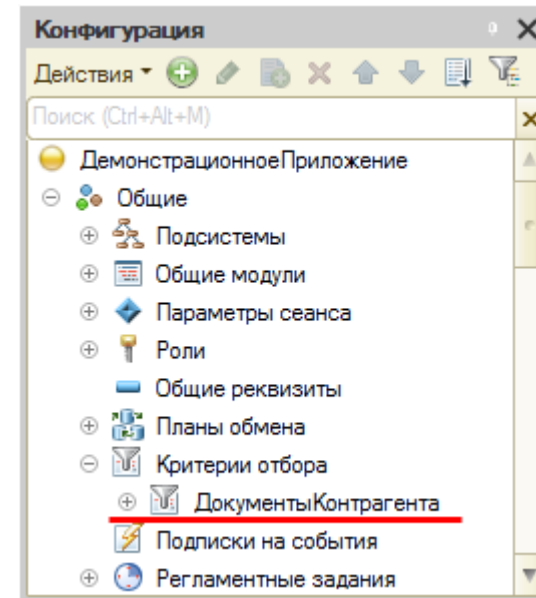 Конфигурация
Действия
Поиск (Ctrl+Alt+M)
ДемонстрационноеПриложение
Общие
Подсистемы
Общие модули
Параметры сеанса
Роли
Общие реквизиты
Планы обмена
Критерии отбора
ДокументыКонтрагента
Подписки на события
Регламентные задания